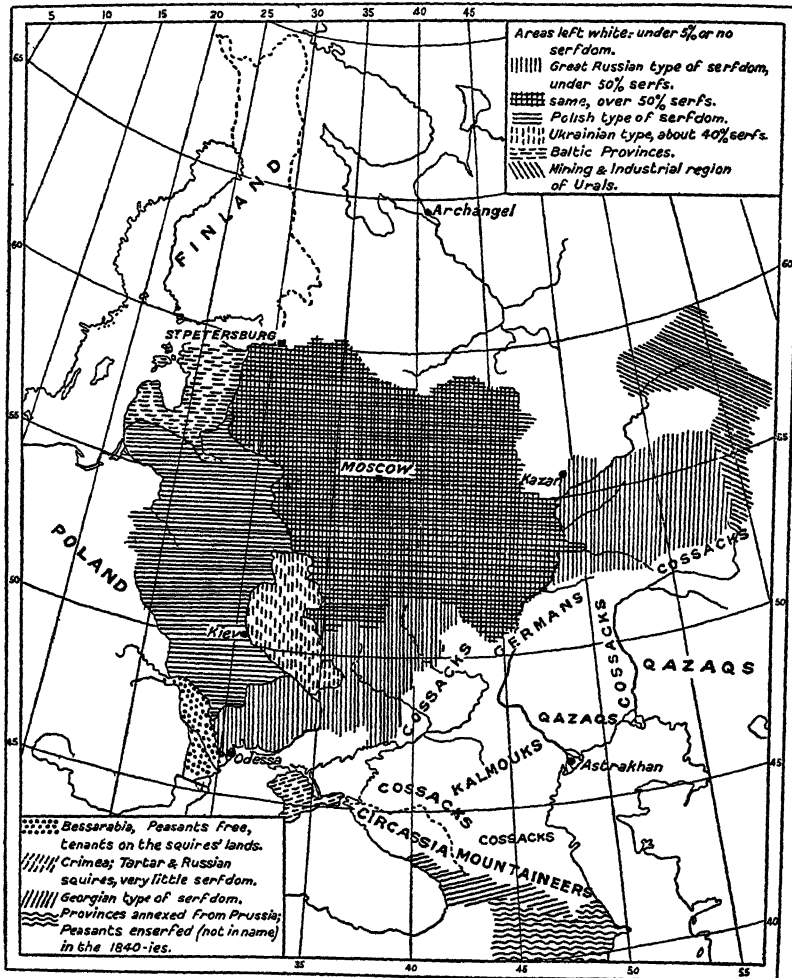 5
10
15
20
25
30
35
40
45
Areas left white:- under 5% or no
serfdom.
Great Russian type of serfdom,
under 50% serfs.
same, over 50% serfs.
Polish type of serfdom.
Ukrainian type, about 40% serfs.
Baltic Provinces.
Mining & Industrial region
of Urals.
65
FINLAND
Archangel
60
60
ST PETERSBURG
55
55
MOSCOW
Kazan
POLAND
COSSACKS
50
50
Kiev
GERMANS
COSSACKS
COSSACKS
QAZAQS
QAZAQS
45
45
Odessa
KALMOUKS
Astrakhan
COSSACKS
COSSACKS
CIRCASSIA MOUNTAINEERS
Bessarabia, Peasants Free,
tenants on the squires' lands.
Crimea; Tartar & Russian
squires, very little serfdom.
Georgian type of serfdom.
Provinces annexed from Prussia;
Peasants enserfed (not in name)
in the 1840-ies.
40
35
40
45
50
55